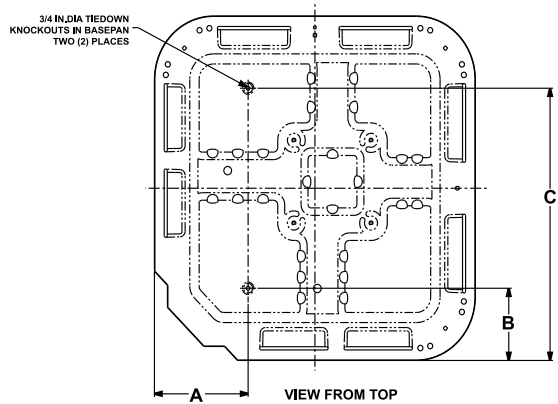 3/4 IN.DIA TIEDOWN
KNOCKOUTS IN BASEPAN
TWO (2) PLACES
C
B
A
VIEW FROM TOP